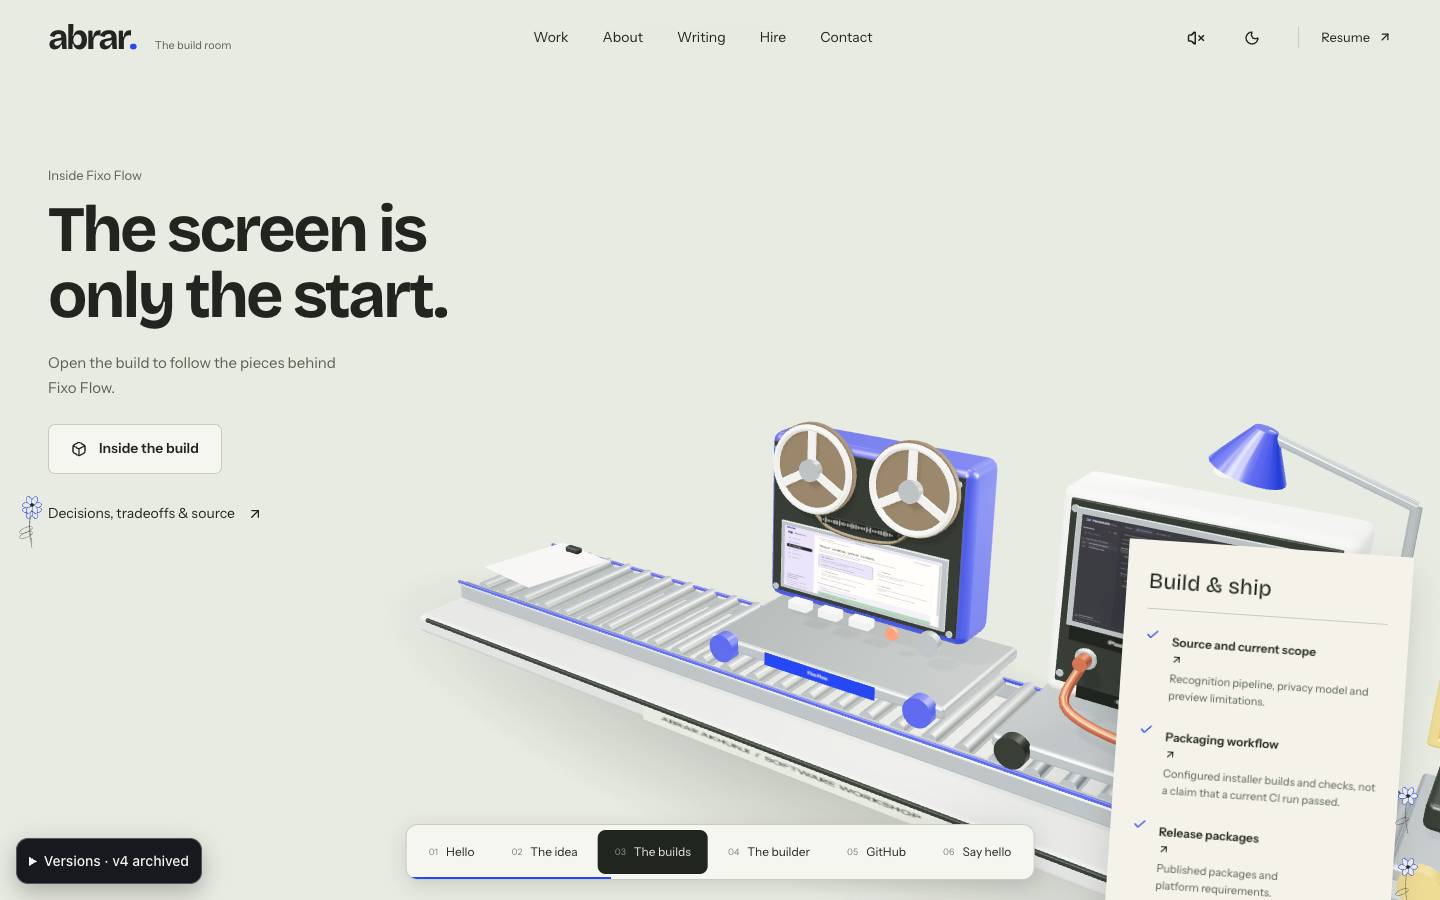 abrar.
The build room
Work
About
Writing
Hire
Contact
Resume
Inside Fixo Flow
The screen is
only the start.
Open the build to follow the pieces behind
Fixo Flow.
Inside the build
Decisions, tradeoffs & source
Build & ship
Source and current scope
Recognition pipeline, privacy model and
preview limitations.
Packaging workflow
Configured installer builds and checks, not
a claim that a current CI run passed.
Release packages
Published packages and
platform requirements.
SOFTWARE WORKSHOP
Versions · v4 archived
01 Hello
02 The idea
03 The builds
04 The builder
05 GitHub
06 Say hello